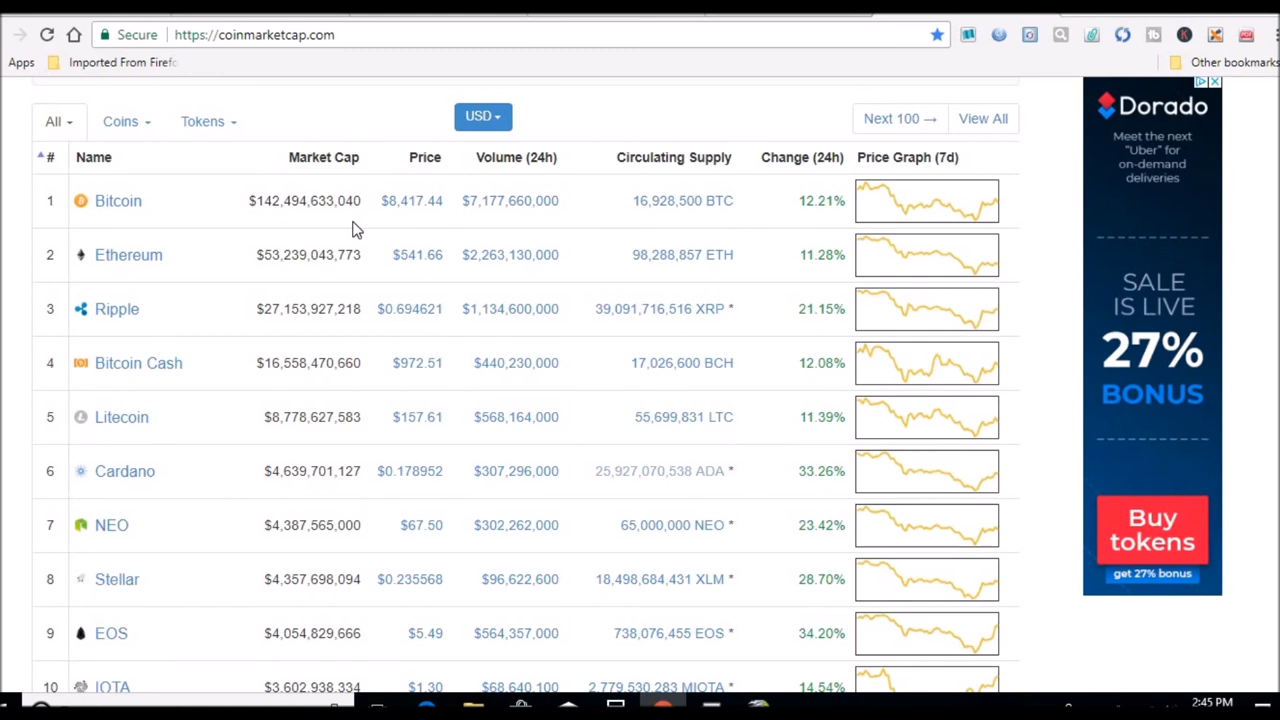 Secure https://coinmarketcap.com
Apps Imported From Firefo Other bookmarks
All Coins Tokens USD Next 100 → View All
# Name Market Cap Price Volume (24h) Circulating Supply Change (24h) Price Graph (7d)
1 Bitcoin $142,494,633,040 $8,417.44 $7,177,660,000 16,928,500 BTC 12.21%
2 Ethereum $53,239,043,773 $541.66 $2,263,130,000 98,288,857 ETH 11.28%
3 Ripple $27,153,927,218 $0.694621 $1,134,600,000 39,091,716,516 XRP * 21.15%
4 Bitcoin Cash $16,558,470,660 $972.51 $440,230,000 17,026,600 BCH 12.08%
5 Litecoin $8,778,627,583 $157.61 $568,164,000 55,699,831 LTC 11.39%
6 Cardano $4,639,701,127 $0.178952 $307,296,000 25,927,070,538 ADA * 33.26%
7 NEO $4,387,565,000 $67.50 $302,262,000 65,000,000 NEO * 23.42%
8 Stellar $4,357,698,094 $0.235568 $96,622,600 18,498,684,431 XLM * 28.70%
9 EOS $4,054,829,666 $5.49 $564,357,000 738,076,455 EOS * 34.20%
10 IOTA $3,602,938,334 $1.30 $68,640,100 2,779,530,283 MIOTA * 14.54%
Dorado
Meet the next
"Uber" for
on-demand
deliveries
SALE
IS LIVE
27%
BONUS
Buy
tokens
get 27% bonus
2:45 PM